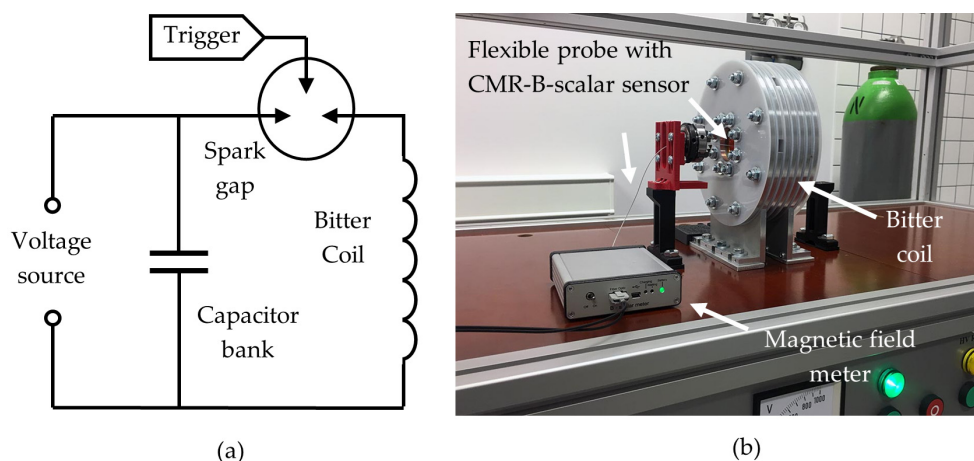 Trigger
Spark
gap
Voltage
source
Bitter
Coil
Capacitor
bank
(a)
Flexible probe with
CMR-B-scalar sensor
N
Bitter
coil
Magnetic field
meter
V
(b)